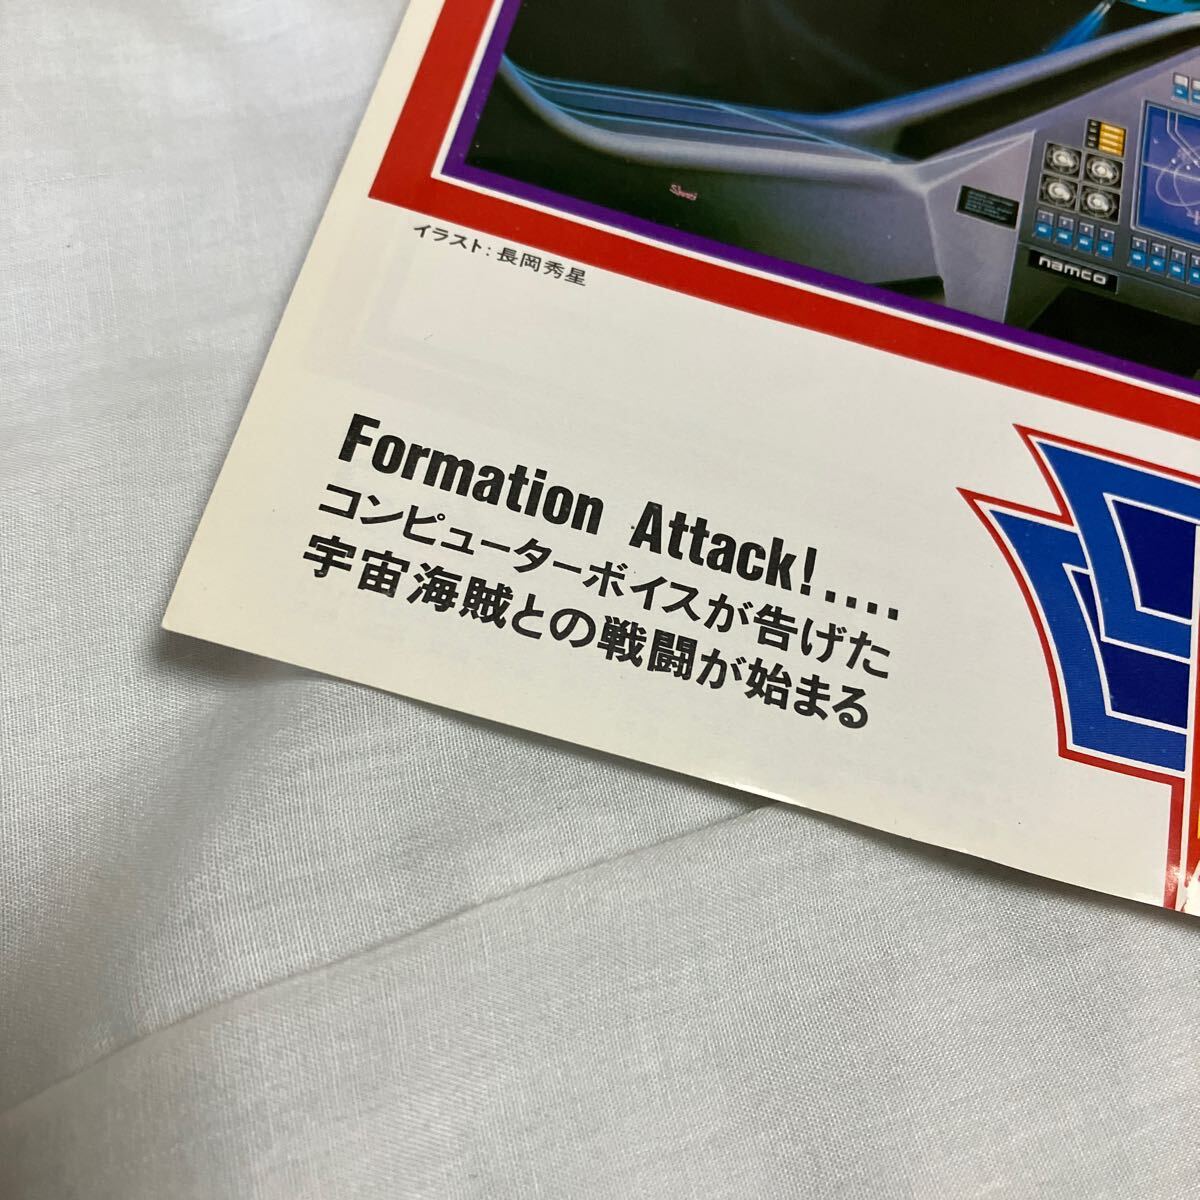 namco
イラスト:長岡秀星
Formation Attack!....
コンピューターボイスが告げた
宇宙海賊との戦闘が始まる